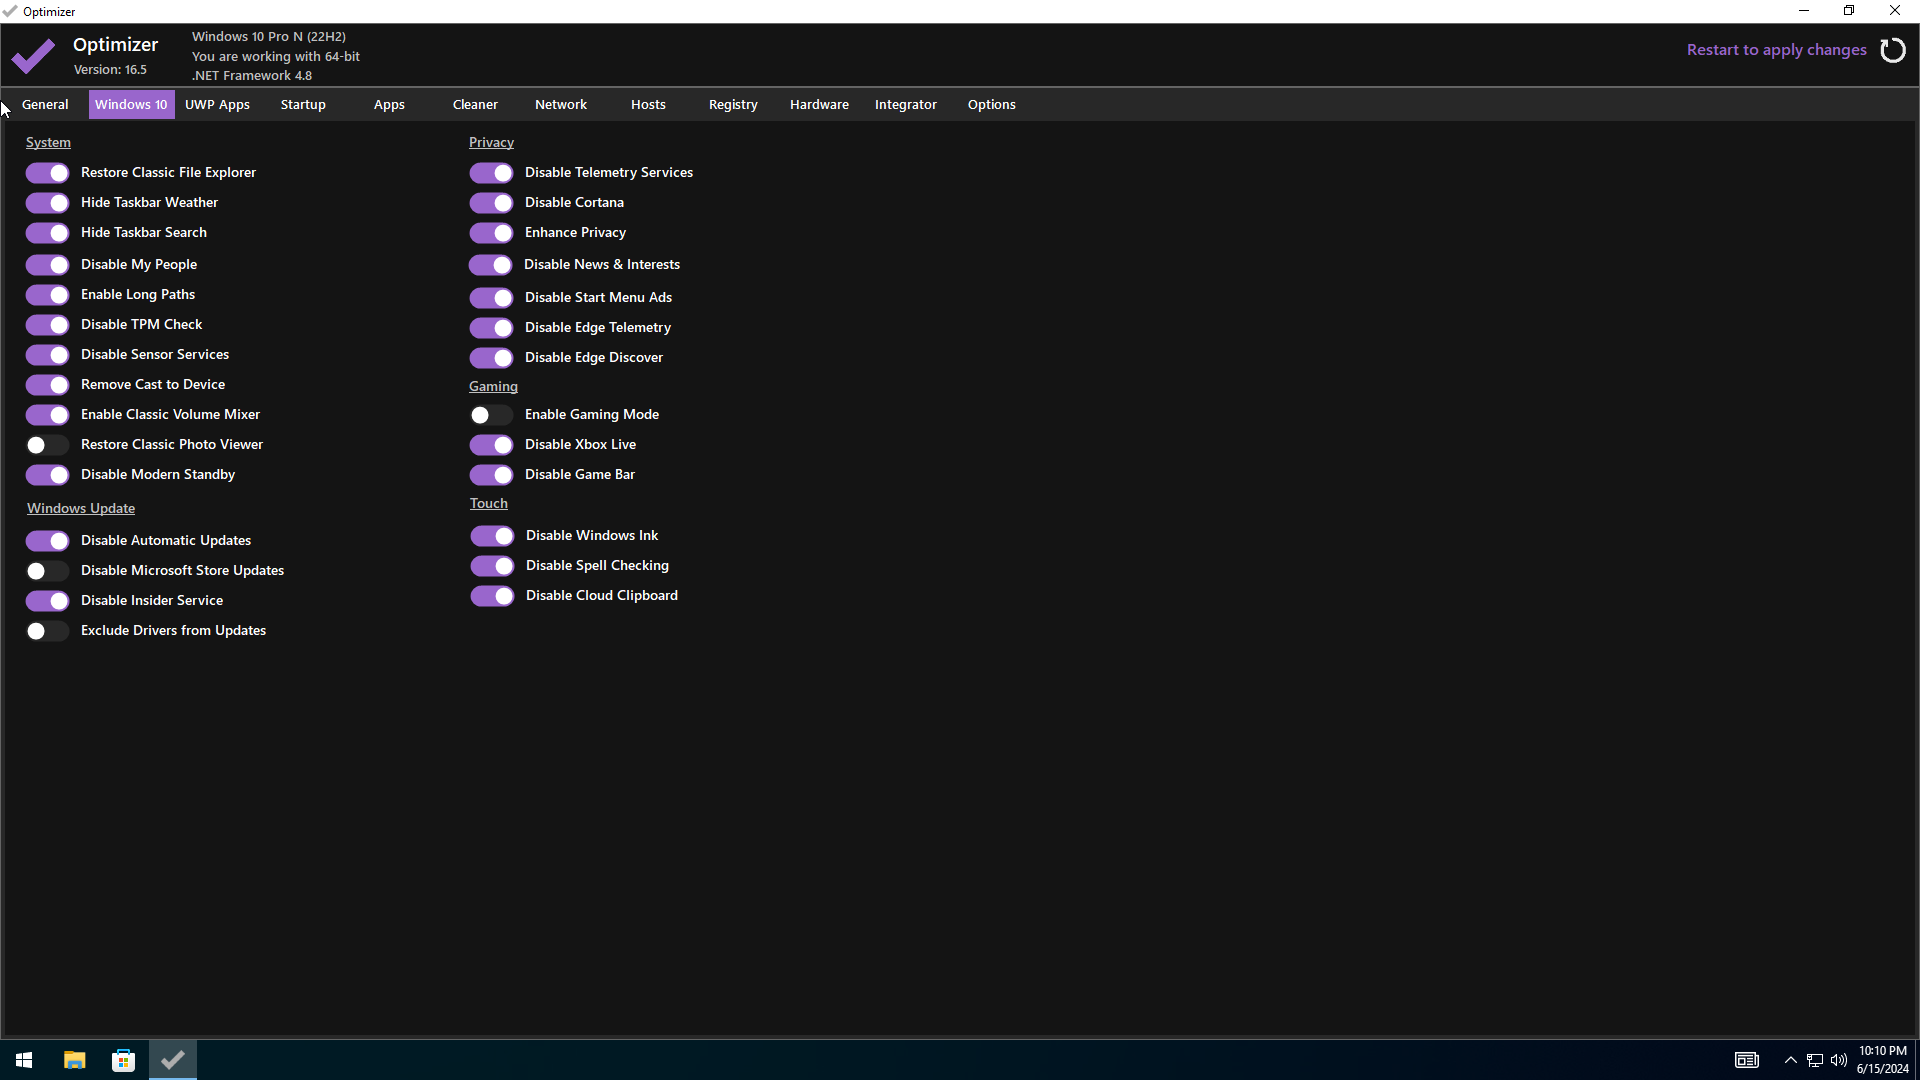 Optimizer
Optimizer
Version: 16.5
Windows 10 Pro N (22H2)
You are working with 64-bit
.NET Framework 4.8
Restart to apply changes
General Windows 10 UWP Apps Startup Apps Cleaner Network Hosts Registry Hardware Integrator Options
System
Restore Classic File Explorer
Hide Taskbar Weather
Hide Taskbar Search
Disable My People
Enable Long Paths
Disable TPM Check
Disable Sensor Services
Remove Cast to Device
Enable Classic Volume Mixer
Restore Classic Photo Viewer
Disable Modern Standby
Windows Update
Disable Automatic Updates
Disable Microsoft Store Updates
Disable Insider Service
Exclude Drivers from Updates
Privacy
Disable Telemetry Services
Disable Cortana
Enhance Privacy
Disable News & Interests
Disable Start Menu Ads
Disable Edge Telemetry
Disable Edge Discover
Gaming
Enable Gaming Mode
Disable Xbox Live
Disable Game Bar
Touch
Disable Windows Ink
Disable Spell Checking
Disable Cloud Clipboard
10:10 PM
6/15/2024